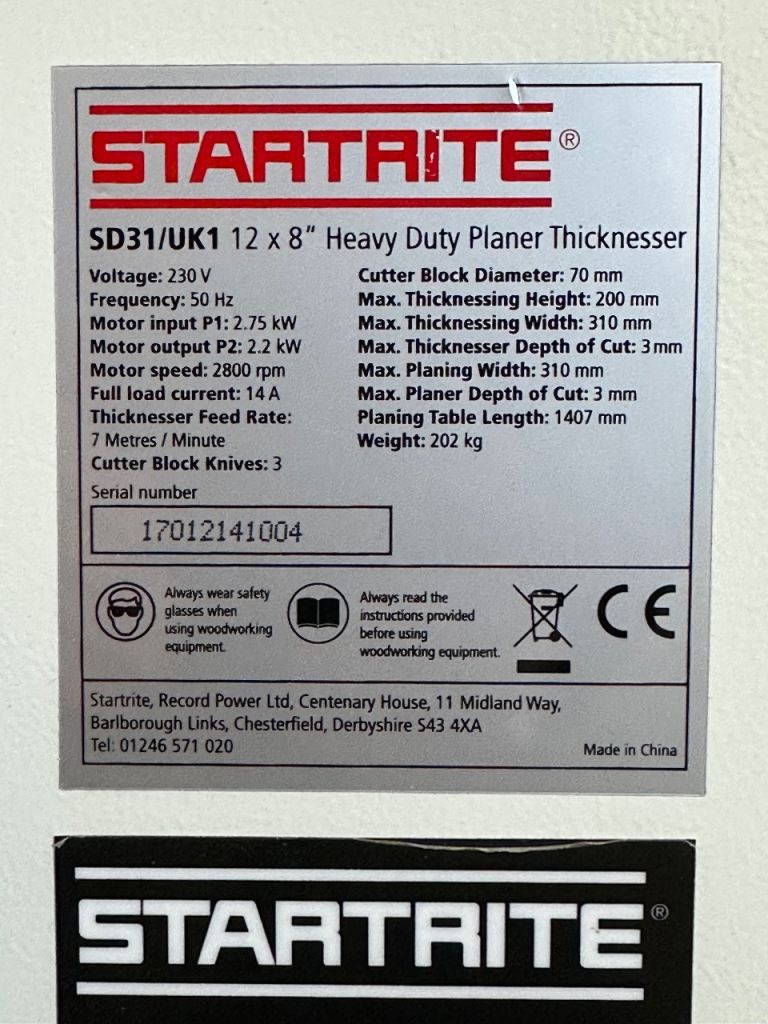 STARTRITE®
SD31/UK1 12 x 8" Heavy Duty Planer Thicknesser
Voltage: 230 V
Frequency: 50 Hz
Motor input P1: 2.75 kW
Motor output P2: 2.2 kW
Motor speed: 2800 rpm
Full load current: 14 A
Thicknesser Feed Rate:
7 Metres / Minute
Cutter Block Knives: 3
Cutter Block Diameter: 70 mm
Max. Thicknessing Height: 200 mm
Max. Thicknessing Width: 310 mm
Max. Thicknesser Depth of Cut: 3 mm
Max. Planing Width: 310 mm
Max. Planer Depth of Cut: 3 mm
Planing Table Length: 1407 mm
Weight: 202 kg
Serial number
17012141004
Always wear safety
glasses when
using woodworking
equipment.
Always read the
instructions provided
before using
woodworking equipment.
CE
Startrite, Record Power Ltd, Centenary House, 11 Midland Way,
Barlborough Links, Chesterfield, Derbyshire S43 4XA
Tel: 01246 571 020
Made in China
STARTRITE®